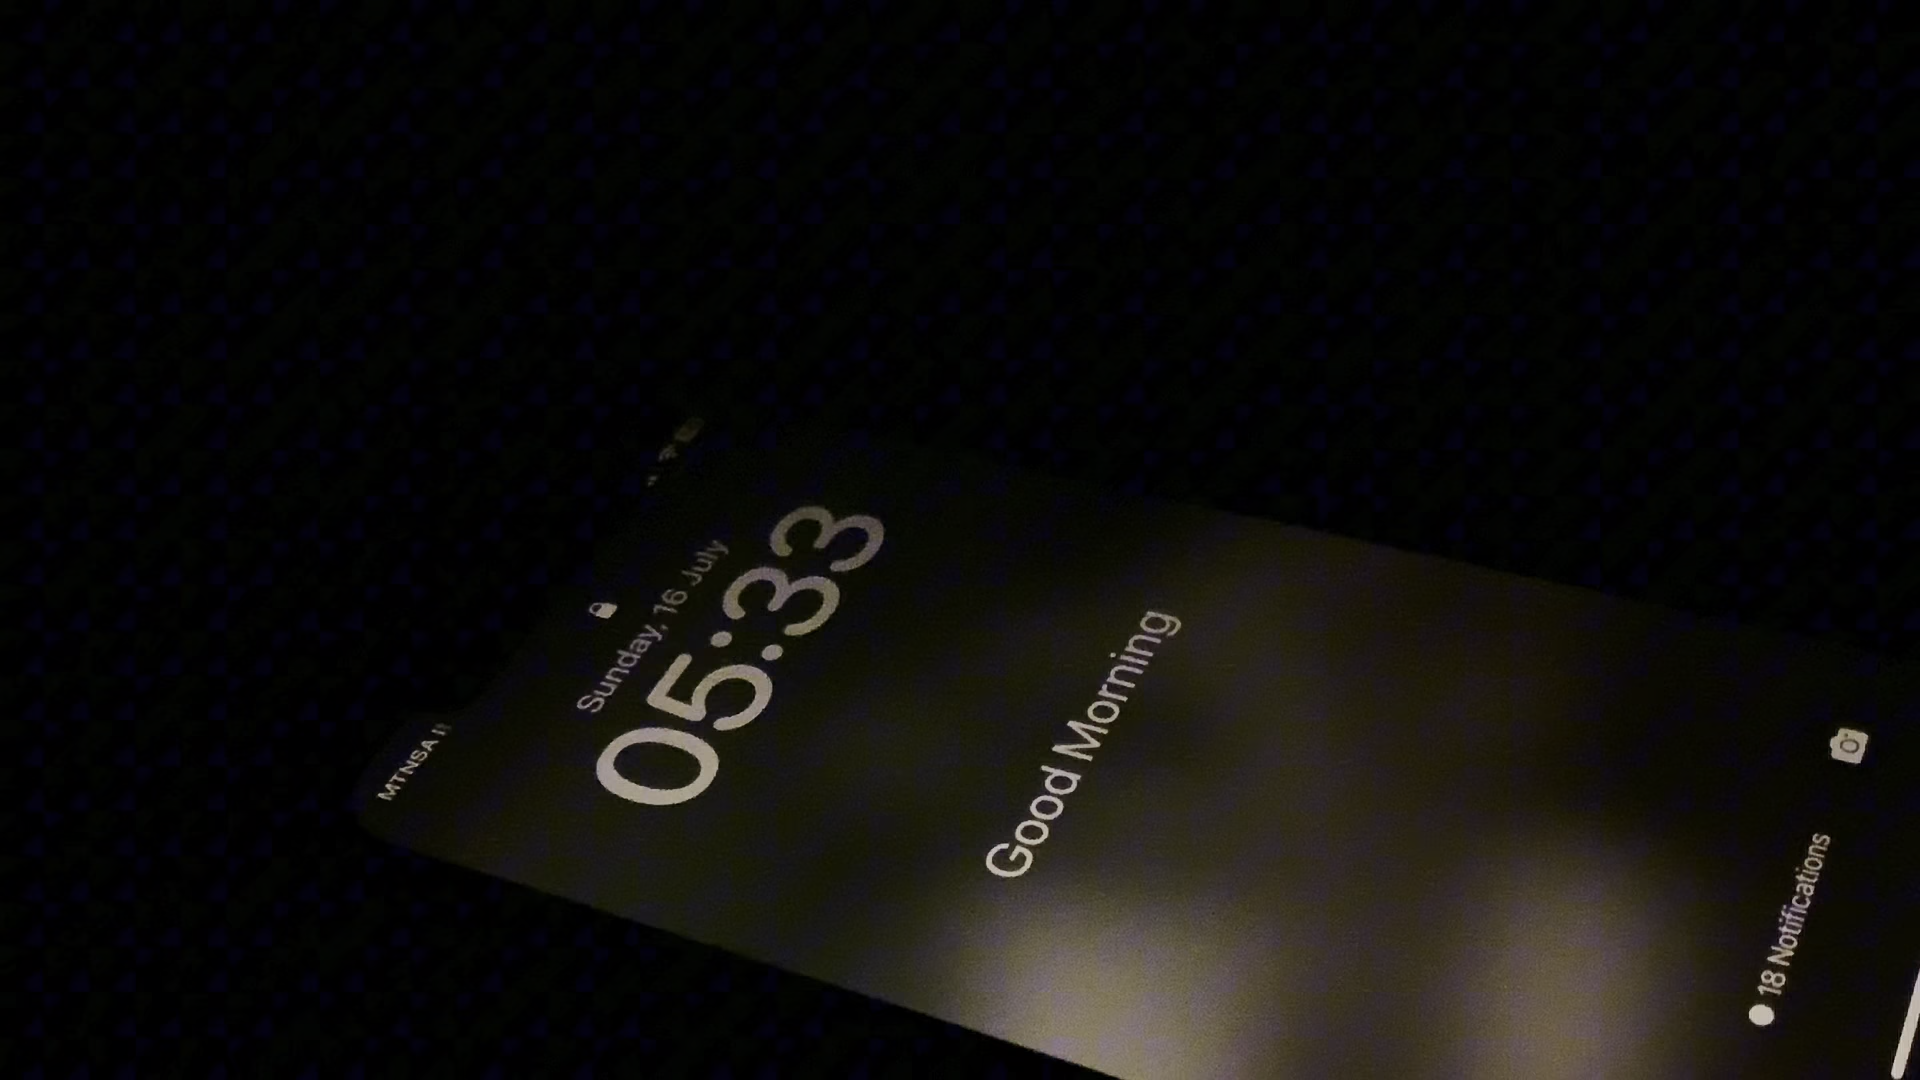 MTNSA
Sunday, 16 July
05:33
Good Morning
18 Notifications